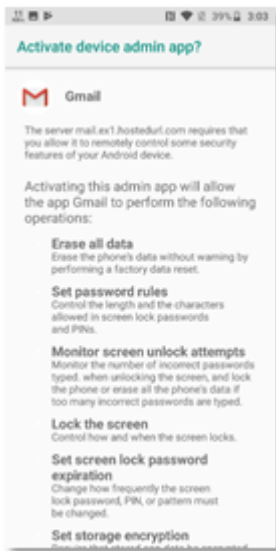 39% 3:03
Activate device admin app?
Gmail
The server mail.ex1.hostedurl.com requires that
you allow it to remotely control some security
features of your Android device.
Activating this admin app will allow
the app Gmail to perform the following
operations:
Erase all data
Erase the phone's data without warning by
performing a factory data reset.
Set password rules
Control the length and the characters
allowed in screen lock passwords
and PINs.
Monitor screen unlock attempts
Monitor the number of incorrect passwords
typed. when unlocking the screen, and lock
the phone or erase all the phone's data if
too many incorrect passwords are typed.
Lock the screen
Control how and when the screen locks.
Set screen lock password
expiration
Change how frequently the screen
lock password, PIN, or pattern must
be changed.
Set storage encryption
Require that stored app data be encrypted